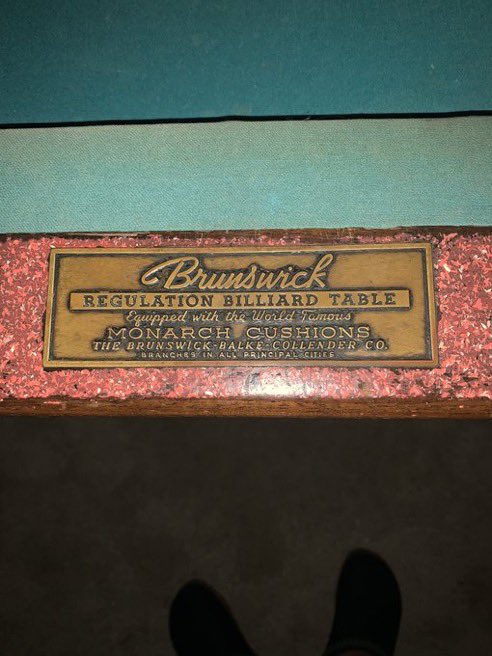 Brunswick
REGULATION BILLIARD TABLE
Equipped with the World Famous
MONARCH CUSHIONS
THE BRUNSWICK-BALKE-COLLENDER CO.
BRANCHES IN ALL PRINCIPAL CITIES